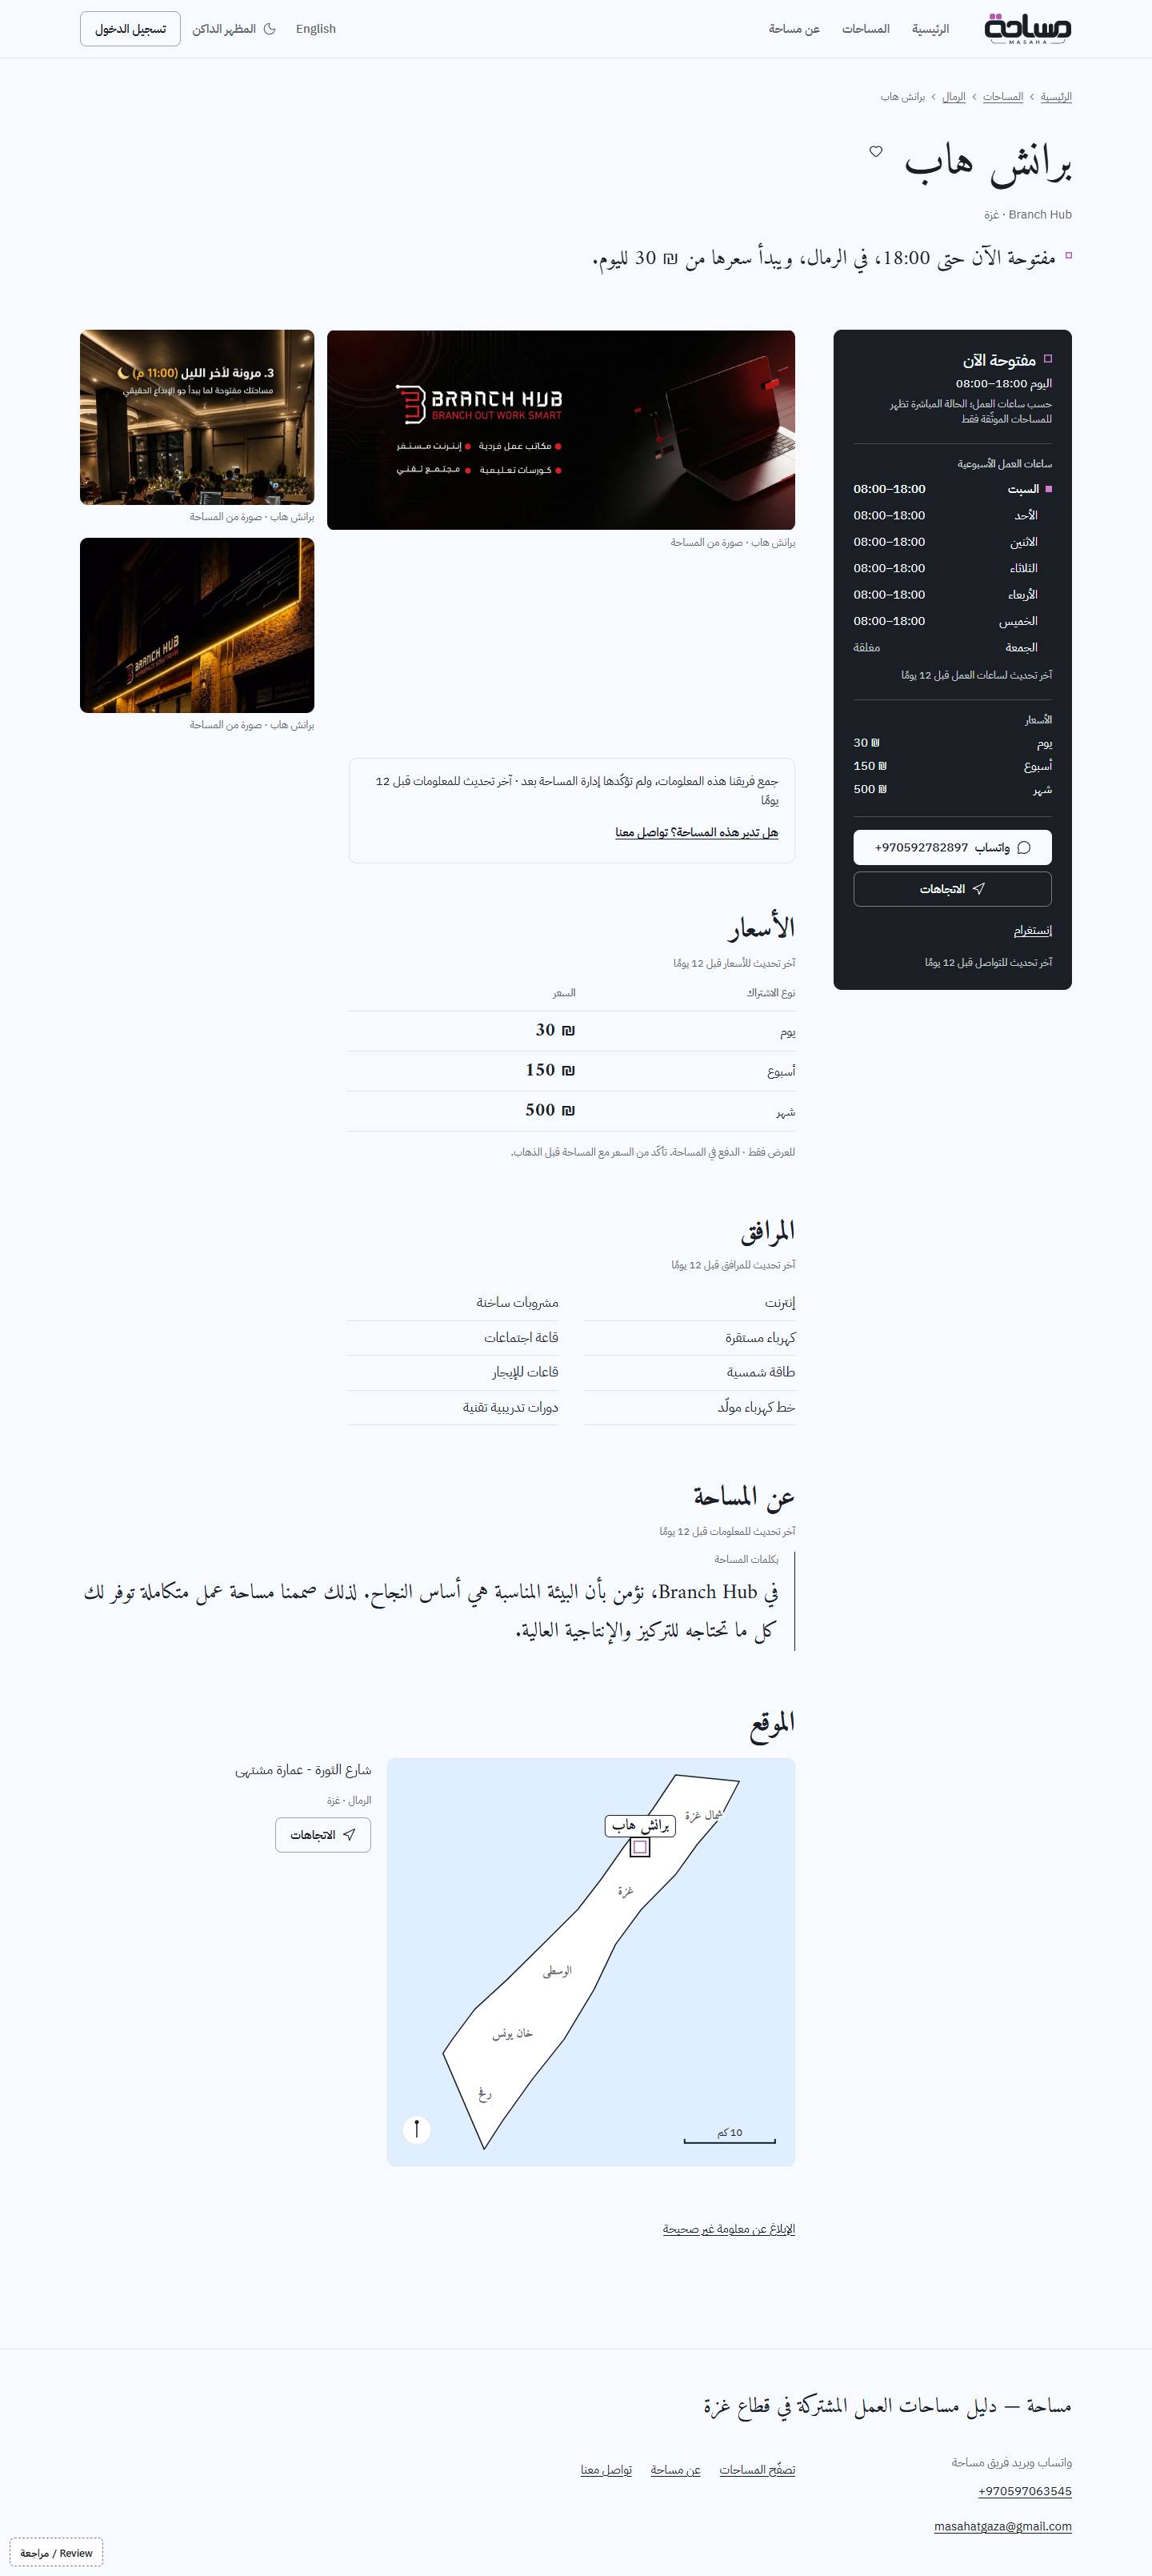 مساحة
MASAHA
الرئيسية
المساحات
عن مساحة
English
المظهر الداكن
تسجيل الدخول
الرئيسية › المساحات › الرمال › برانش هاب
برانش هاب
Branch Hub · غزة
مفتوحة الآن حتى 18:00، في الرمال، ويبدأ سعرها من ₪ 30 لليوم.
مفتوحة الآن
اليوم 08:00–18:00
حسب ساعات العمل؛ الحالة المباشرة تظهر
للمساحات الموثّقة فقط
ساعات العمل الأسبوعية
السبت 08:00–18:00
الأحد 08:00–18:00
الاثنين 08:00–18:00
الثلاثاء 08:00–18:00
الأربعاء 08:00–18:00
الخميس 08:00–18:00
الجمعة مغلقة
آخر تحديث لساعات العمل قبل 12 يومًا
الأسعار
يوم ₪ 30
أسبوع ₪ 150
شهر ₪ 500
واتساب +970592782897
الاتجاهات
إنستغرام
آخر تحديث للتواصل قبل 12 يومًا
BRANCH HUB
BRANCH OUT WORK SMART
مكاتب عمل فردية إنترنت مستقر
كورسات تعليمية مجتمع تقني
برانش هاب · صورة من المساحة
3. مرونة لأخر الليل (11:00 م)
مساحتك مفتوحة لما يبدأ جو الإبداع الحقيقي
برانش هاب · صورة من المساحة
BRANCH HUB
برانش هاب · صورة من المساحة
جمع فريقنا هذه المعلومات، ولم تؤكّدها إدارة المساحة بعد · آخر تحديث للمعلومات قبل 12
يومًا
هل تدير هذه المساحة؟ تواصل معنا
الأسعار
آخر تحديث للأسعار قبل 12 يومًا
نوع الاشتراك السعر
يوم ₪ 30
أسبوع ₪ 150
شهر ₪ 500
للعرض فقط · الدفع في المساحة. تأكّد من السعر مع المساحة قبل الذهاب.
المرافق
آخر تحديث للمرافق قبل 12 يومًا
إنترنت مشروبات ساخنة
كهرباء مستقرة قاعة اجتماعات
طاقة شمسية قاعات للإيجار
خط كهرباء مولّد دورات تدريبية تقنية
عن المساحة
آخر تحديث للمعلومات قبل 12 يومًا
بكلمات المساحة
في Branch Hub، نؤمن بأن البيئة المناسبة هي أساس النجاح. لذلك صممنا مساحة عمل متكاملة توفر لك
كل ما تحتاجه للتركيز والإنتاجية العالية.
الموقع
شمال غزة
برانش هاب
غزة
الوسطى
خان يونس
رفح
10 كم
شارع الثورة - عمارة مشتهى
الرمال · غزة
الاتجاهات
الإبلاغ عن معلومة غير صحيحة
مساحة — دليل مساحات العمل المشتركة في قطاع غزة
واتساب وبريد فريق مساحة
+970597063545
masahatgaza@gmail.com
تصفّح المساحات
عن مساحة
تواصل معنا
Review / مراجعة